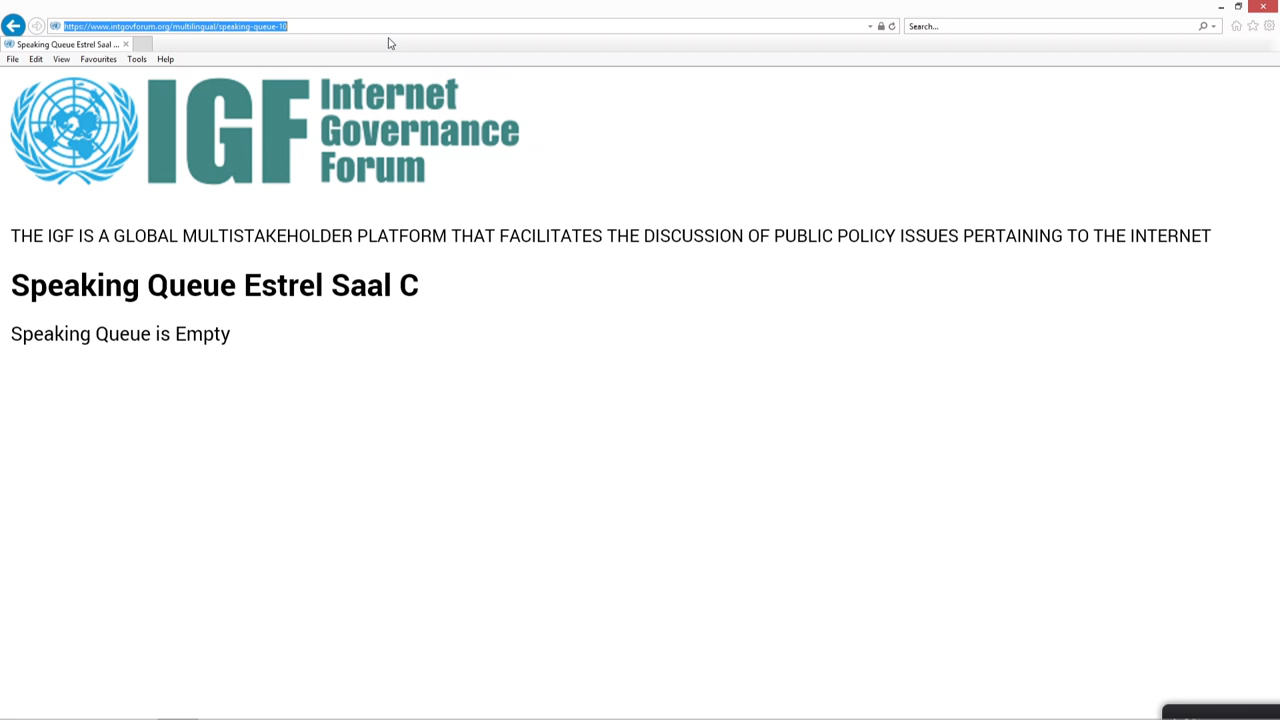 https://www.intgovforum.org/multilingual/speaking-queue-10
Search...
Speaking Queue Estrel Saal ...
File Edit View Favourites Tools Help
IGF Internet
Governance
Forum
THE IGF IS A GLOBAL MULTISTAKEHOLDER PLATFORM THAT FACILITATES THE DISCUSSION OF PUBLIC POLICY ISSUES PERTAINING TO THE INTERNET
Speaking Queue Estrel Saal C
Speaking Queue is Empty